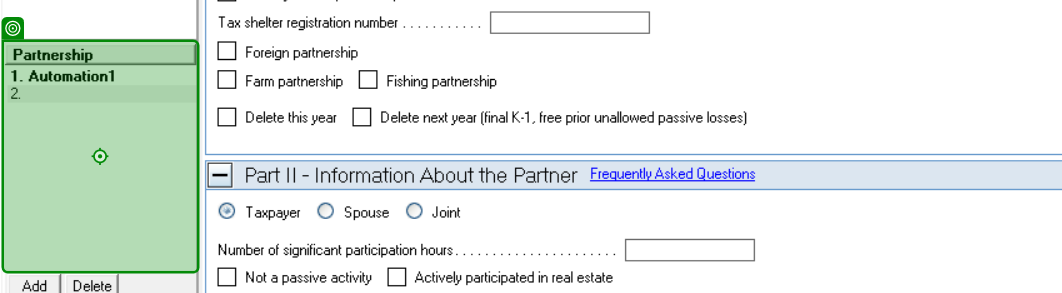 Tax shelter registration number . . . . . . . . . . .
Partnership
Foreign partnership
1. Automation1
Farm partnership Fishing partnership
2.
Delete this year Delete next year (final K-1, free prior unallowed passive losses)
Part II - Information About the Partner Frequently Asked Questions
Taxpayer Spouse Joint
Number of significant participation hours . . . . . . . . . . . . . . . . . . . . . . .
Not a passive activity Actively participated in real estate
Add Delete